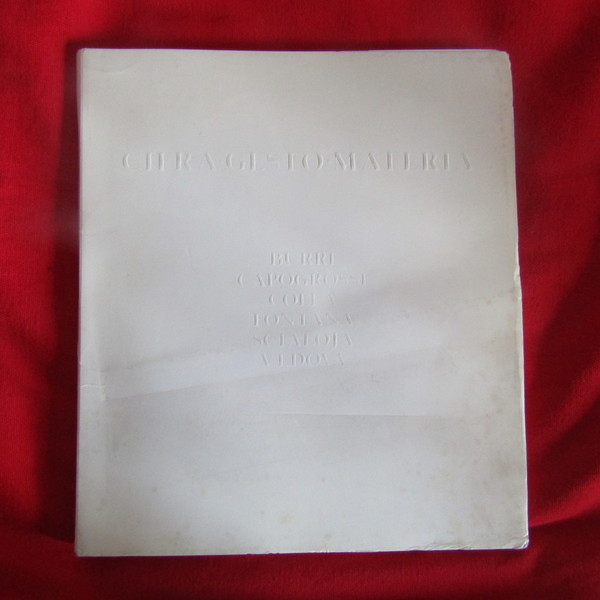 CIFRA GESTO MATERIA
BURRI
CAPOGROSSI
COLLA
FONTANA
SCIALOJA
VEDOVA